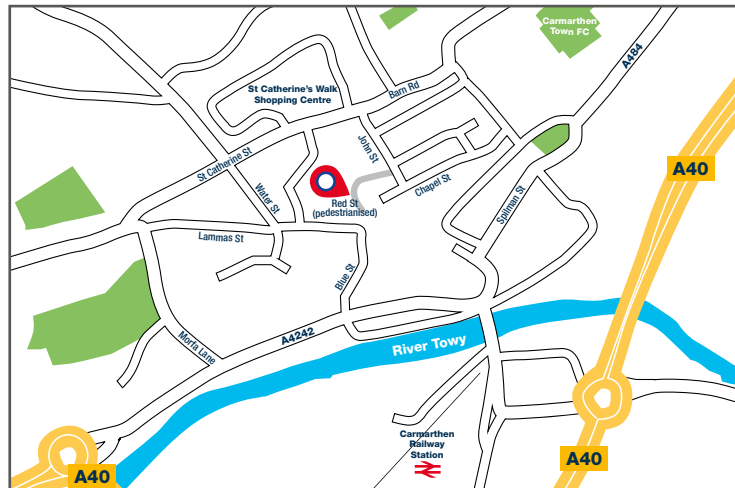 Carmarthen
Town FC
A484
St Catherine's Walk
Shopping Centre
Barn Rd
John St
St Catherine St
A40
Water St
Red St
(pedestrianised)
Chapel St
Spilman St
Lammas St
Blue St
A4242
Morfa Lane
River Towy
Carmarthen
Railway
Station
A40
A40